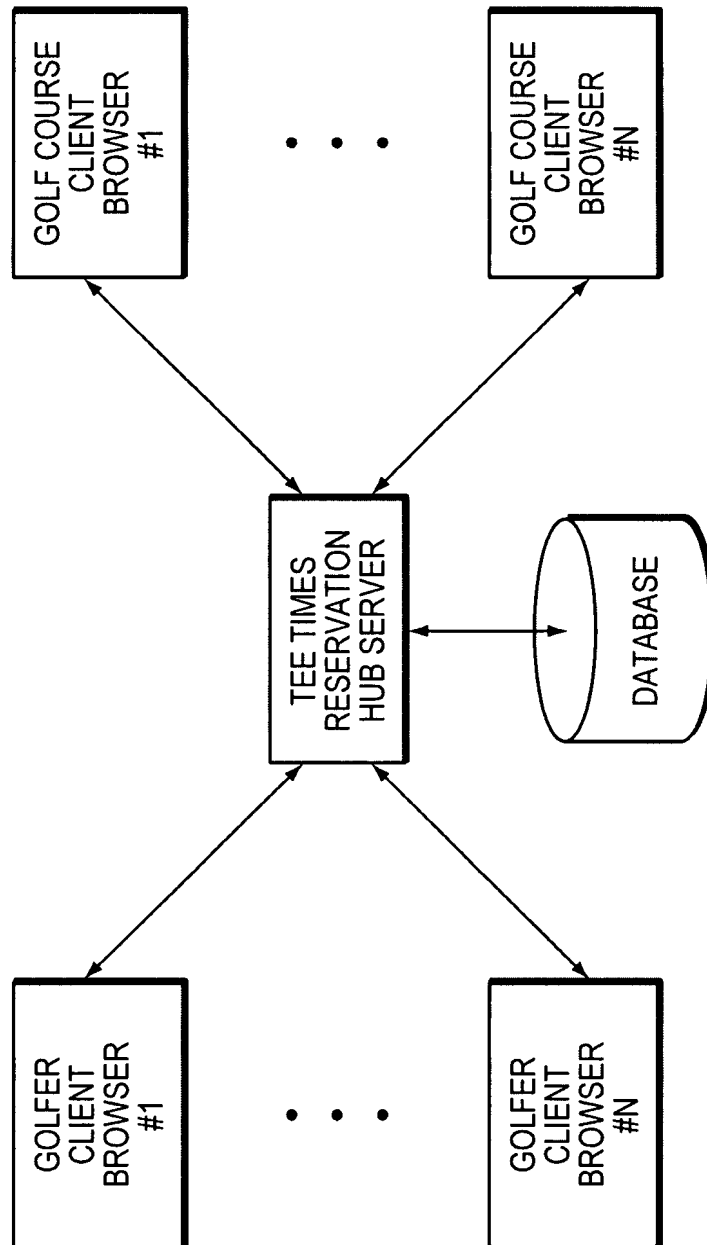 GOLFER
CLIENT
BROWSER
#1
GOLFER
CLIENT
BROWSER
#N
TEE TIMES
RESERVATION
HUB SERVER
DATABASE
GOLF COURSE
CLIENT
BROWSER
#1
GOLF COURSE
CLIENT
BROWSER
#N